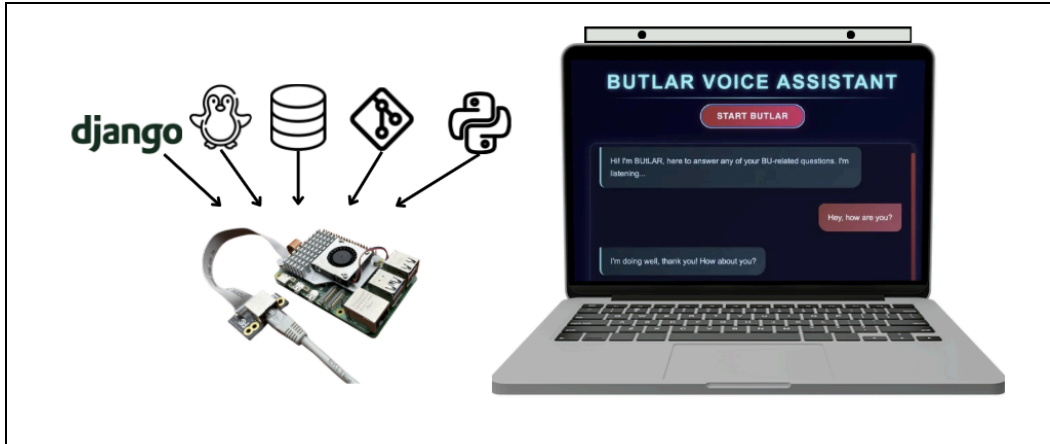 django
BUTLAR VOICE ASSISTANT
START BUTLAR
Hi! I'm BUtLAR, here to answer any of your BU-related questions. I'm
listening...
Hey, how are you?
I'm doing well, thank you! How about you?